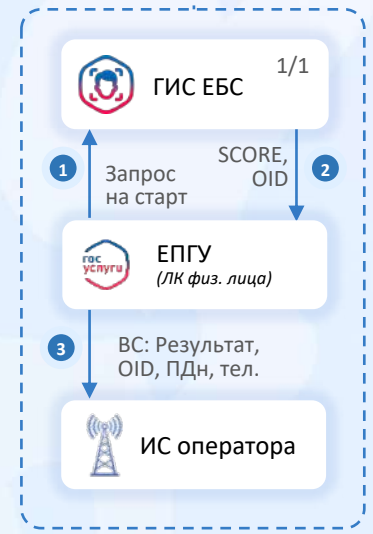 ГИС ЕБС
1/1
1
Запрос
на старт
SCORE,
OID
2
гос
услуги
ЕПГУ
(ЛК физ. лица)
3
ВС: Результат,
OID, ПДн, тел.
ИС оператора